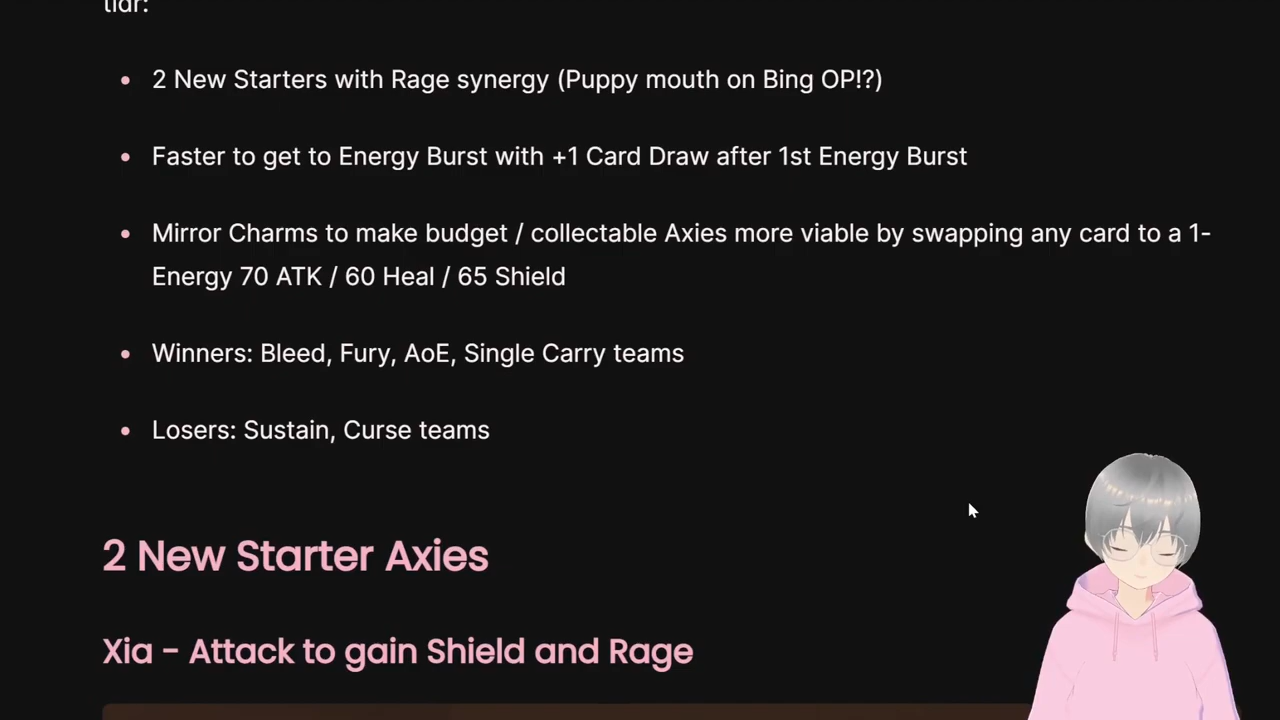 tldr:
2 New Starters with Rage synergy (Puppy mouth on Bing OP!?)
Faster to get to Energy Burst with +1 Card Draw after 1st Energy Burst
Mirror Charms to make budget / collectable Axies more viable by swapping any card to a 1-
Energy 70 ATK / 60 Heal / 65 Shield
Winners: Bleed, Fury, AoE, Single Carry teams
Losers: Sustain, Curse teams
2 New Starter Axies
Xia - Attack to gain Shield and Rage